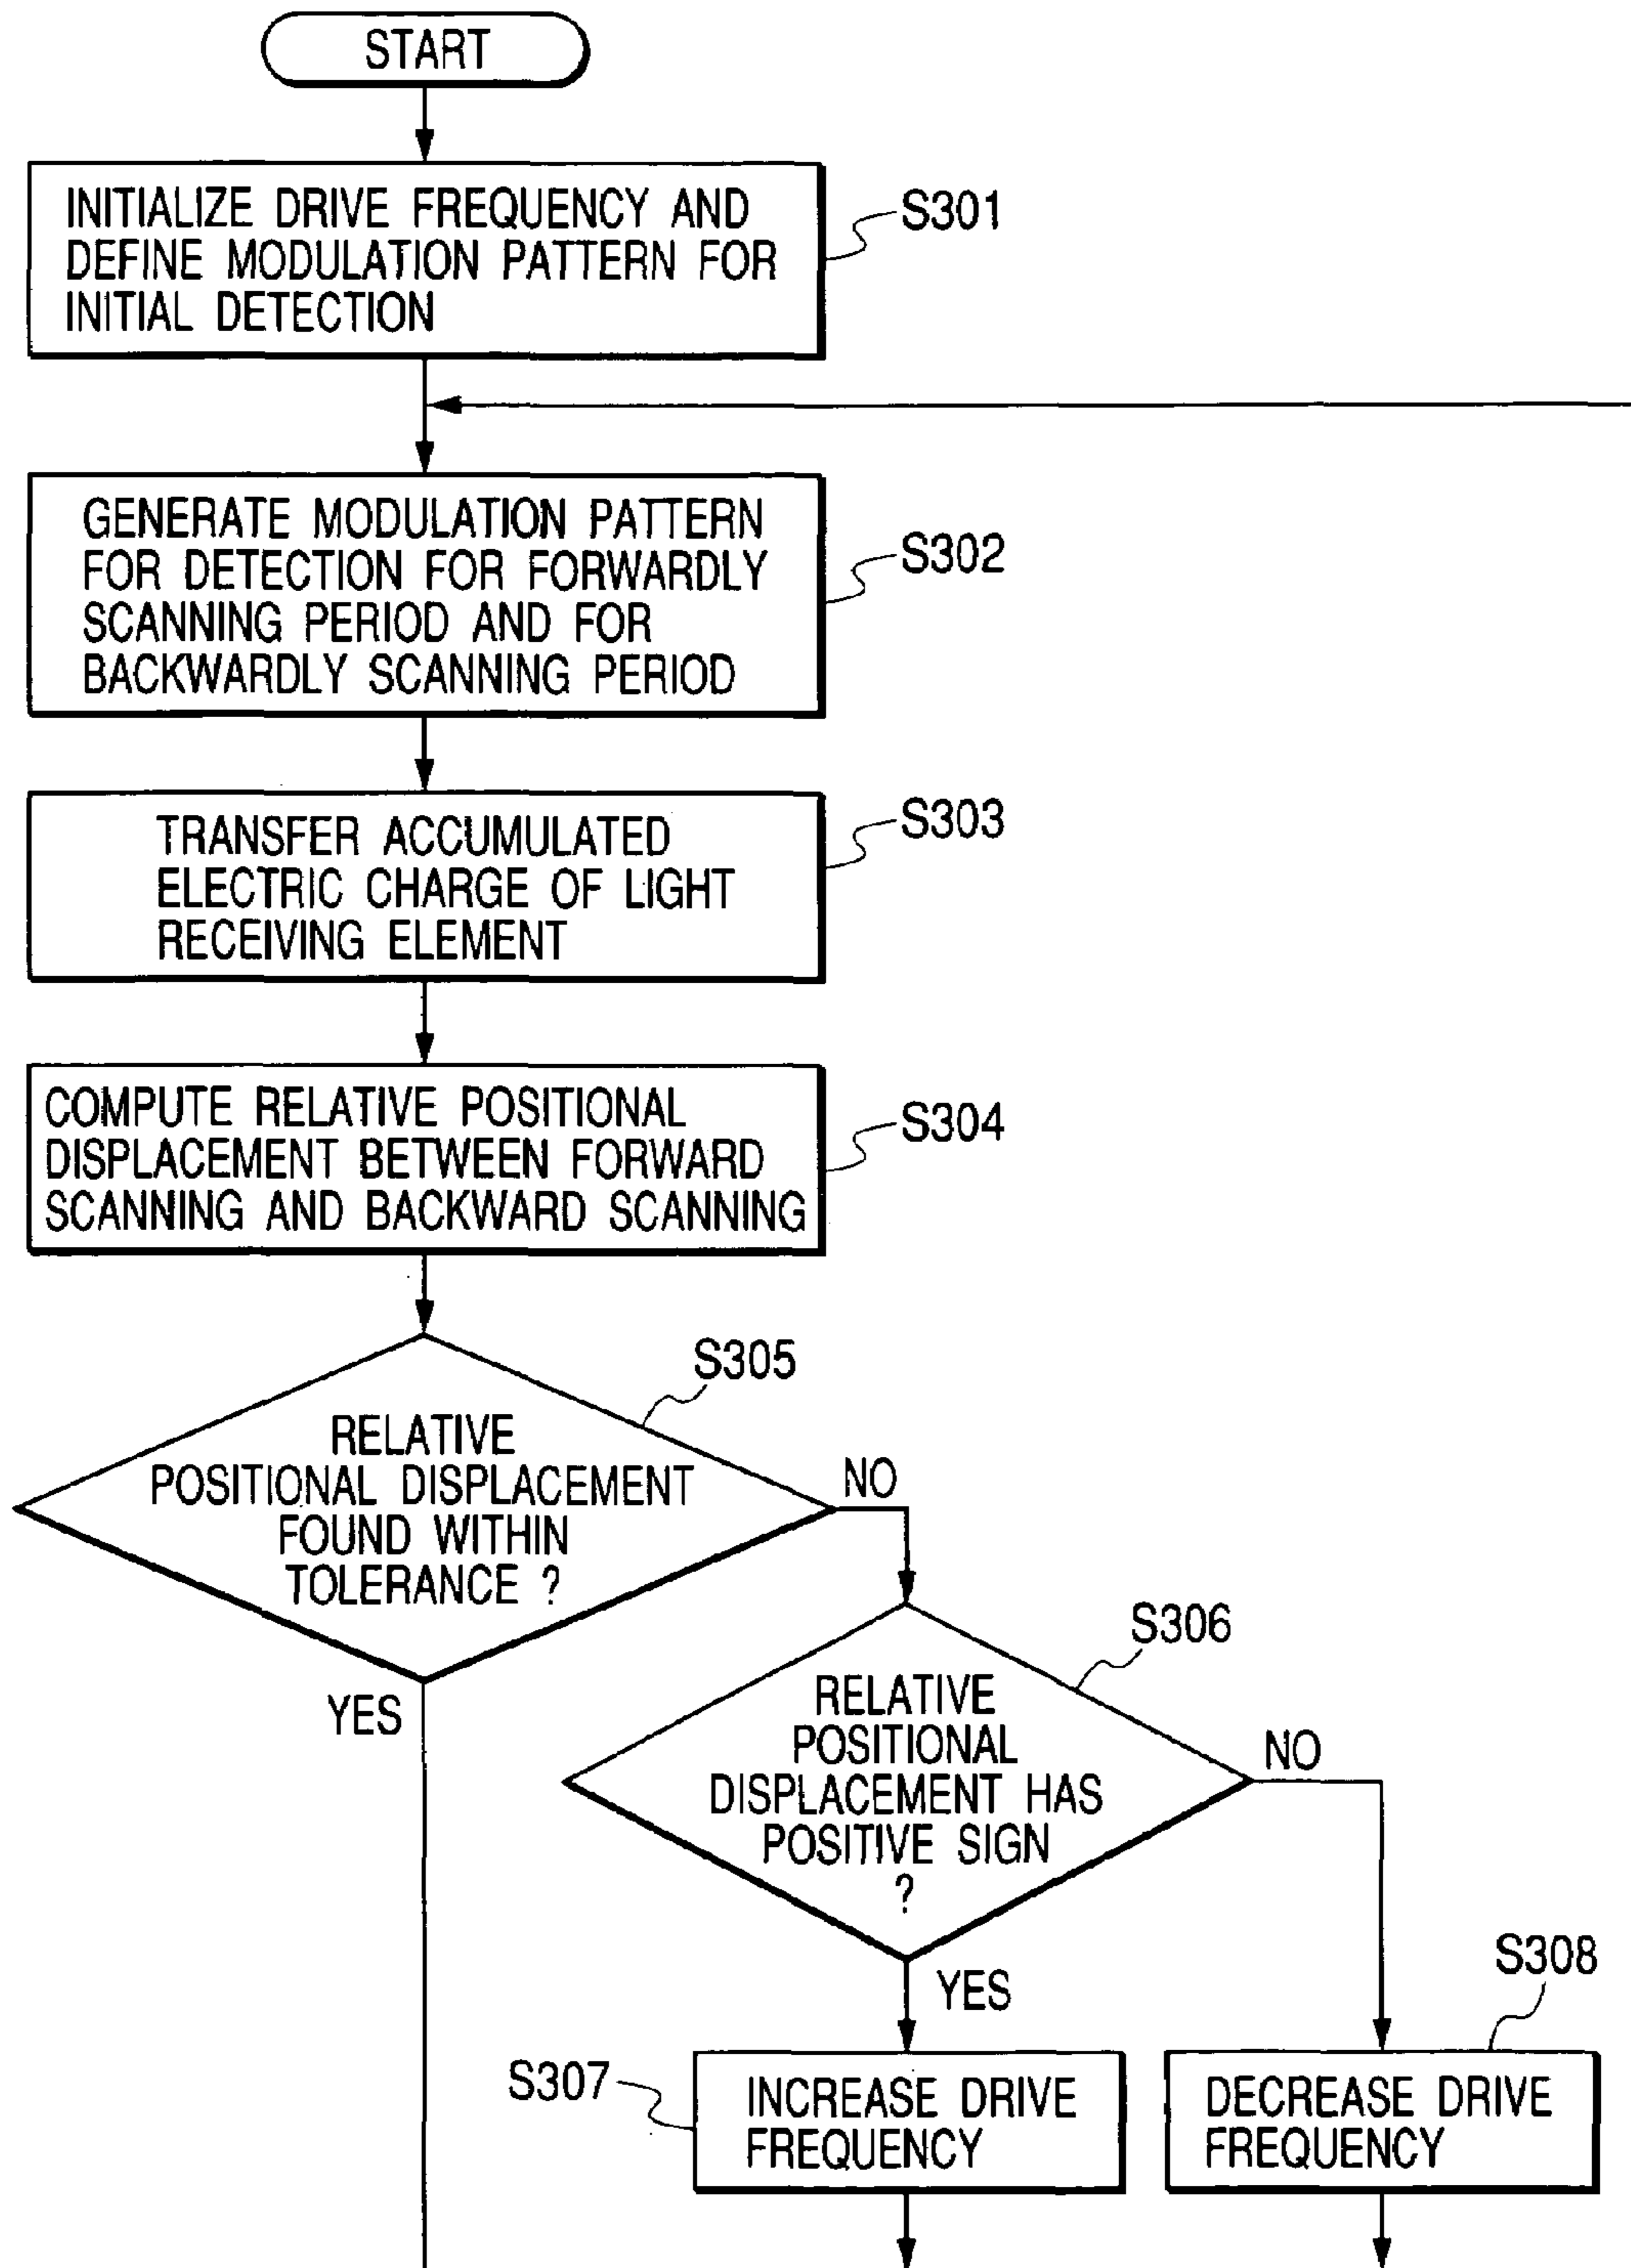 START
INITIALIZE DRIVE FREQUENCY AND
DEFINE MODULATION PATTERN FOR
INITIAL DETECTION
S301
GENERATE MODULATION PATTERN
FOR DETECTION FOR FORWARDLY
SCANNING PERIOD AND FOR
BACKWARDLY SCANNING PERIOD
S302
TRANSFER ACCUMULATED
ELECTRIC CHARGE OF LIGHT
RECEIVING ELEMENT
S303
COMPUTE RELATIVE POSITIONAL
DISPLACEMENT BETWEEN FORWARD
SCANNING AND BACKWARD SCANNING
S304
S305
RELATIVE
POSITIONAL DISPLACEMENT
FOUND WITHIN
TOLERANCE ?
NO
YES
S306
RELATIVE
POSITIONAL
DISPLACEMENT HAS
POSITIVE SIGN
?
NO
YES
S307
INCREASE DRIVE
FREQUENCY
S308
DECREASE DRIVE
FREQUENCY